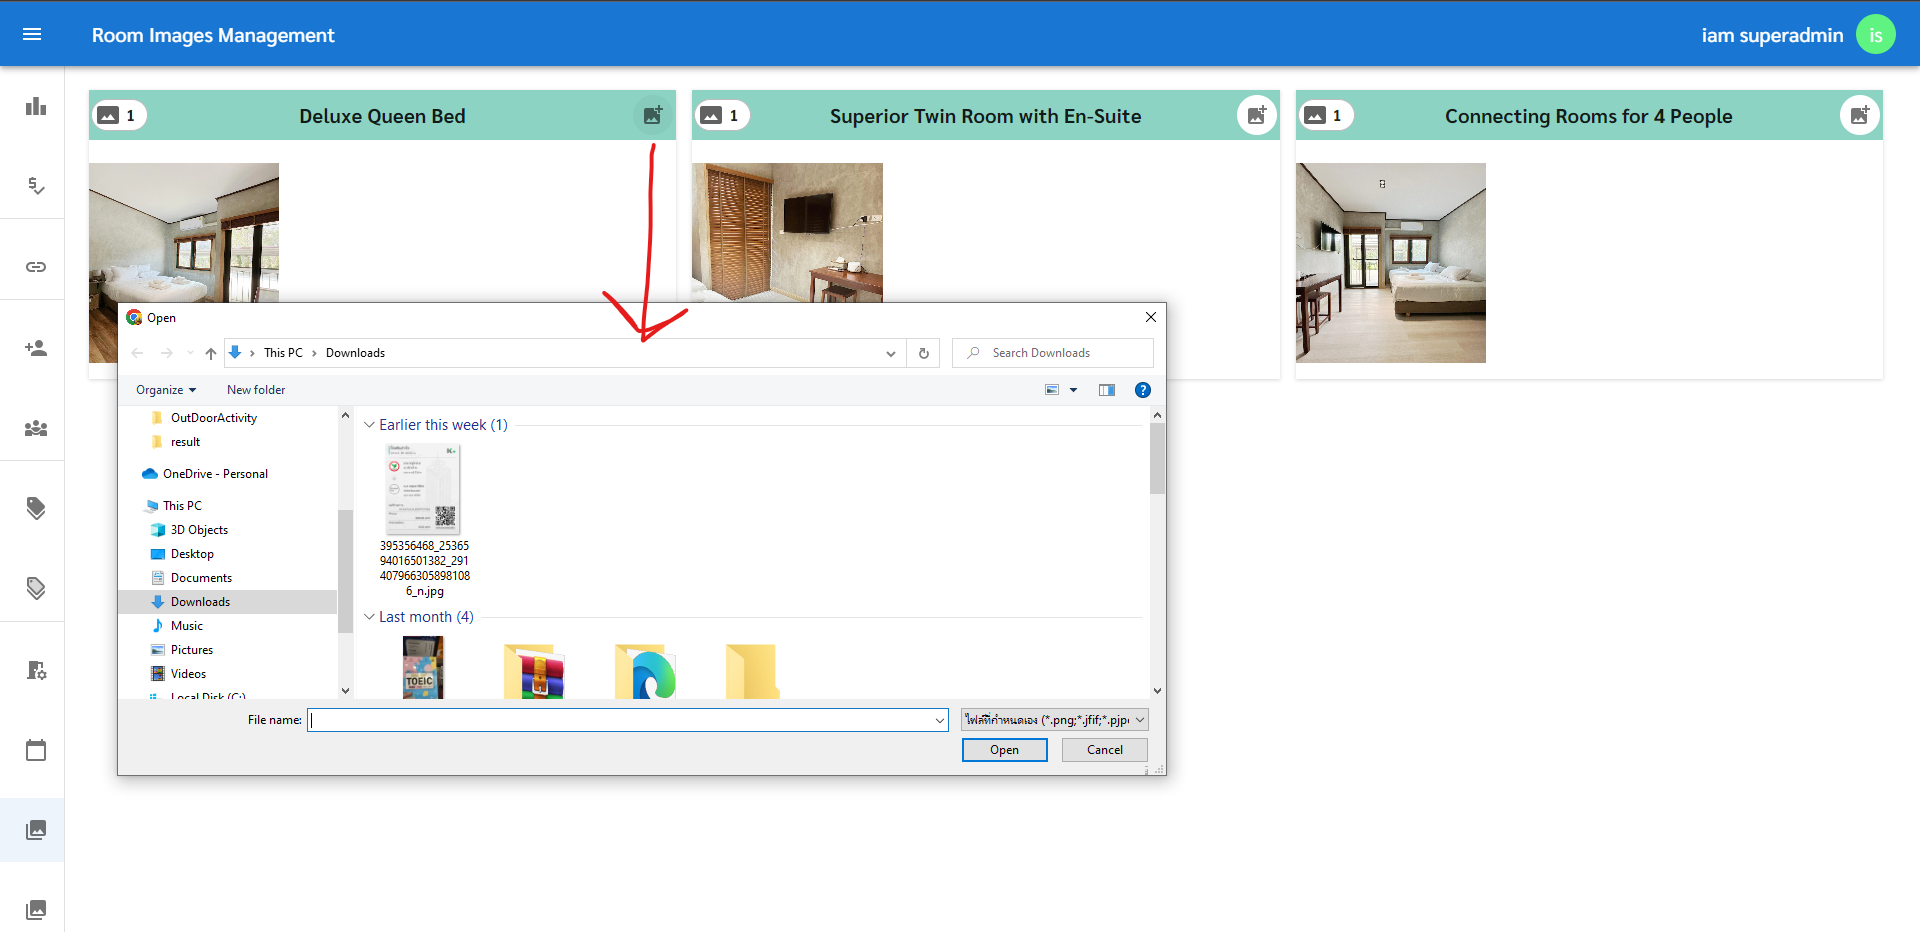 Room Images Management
iam superadmin
is
1
Deluxe Queen Bed
1
Superior Twin Room with En-Suite
1
Connecting Rooms for 4 People
Open
This PC
Downloads
Search Downloads
Organize
New folder
OutDoorActivity
result
OneDrive - Personal
This PC
3D Objects
Desktop
Documents
Downloads
Music
Pictures
Videos
Local Disk (C:)
Earlier this week (1)
K+
395356468_25365
94016501382_291
407966305898108
6_n.jpg
Last month (4)
TOEIC
File name:
ไฟล์ที่กำหนดเอง (*.png;*.jfif;*.pjp
Open
Cancel